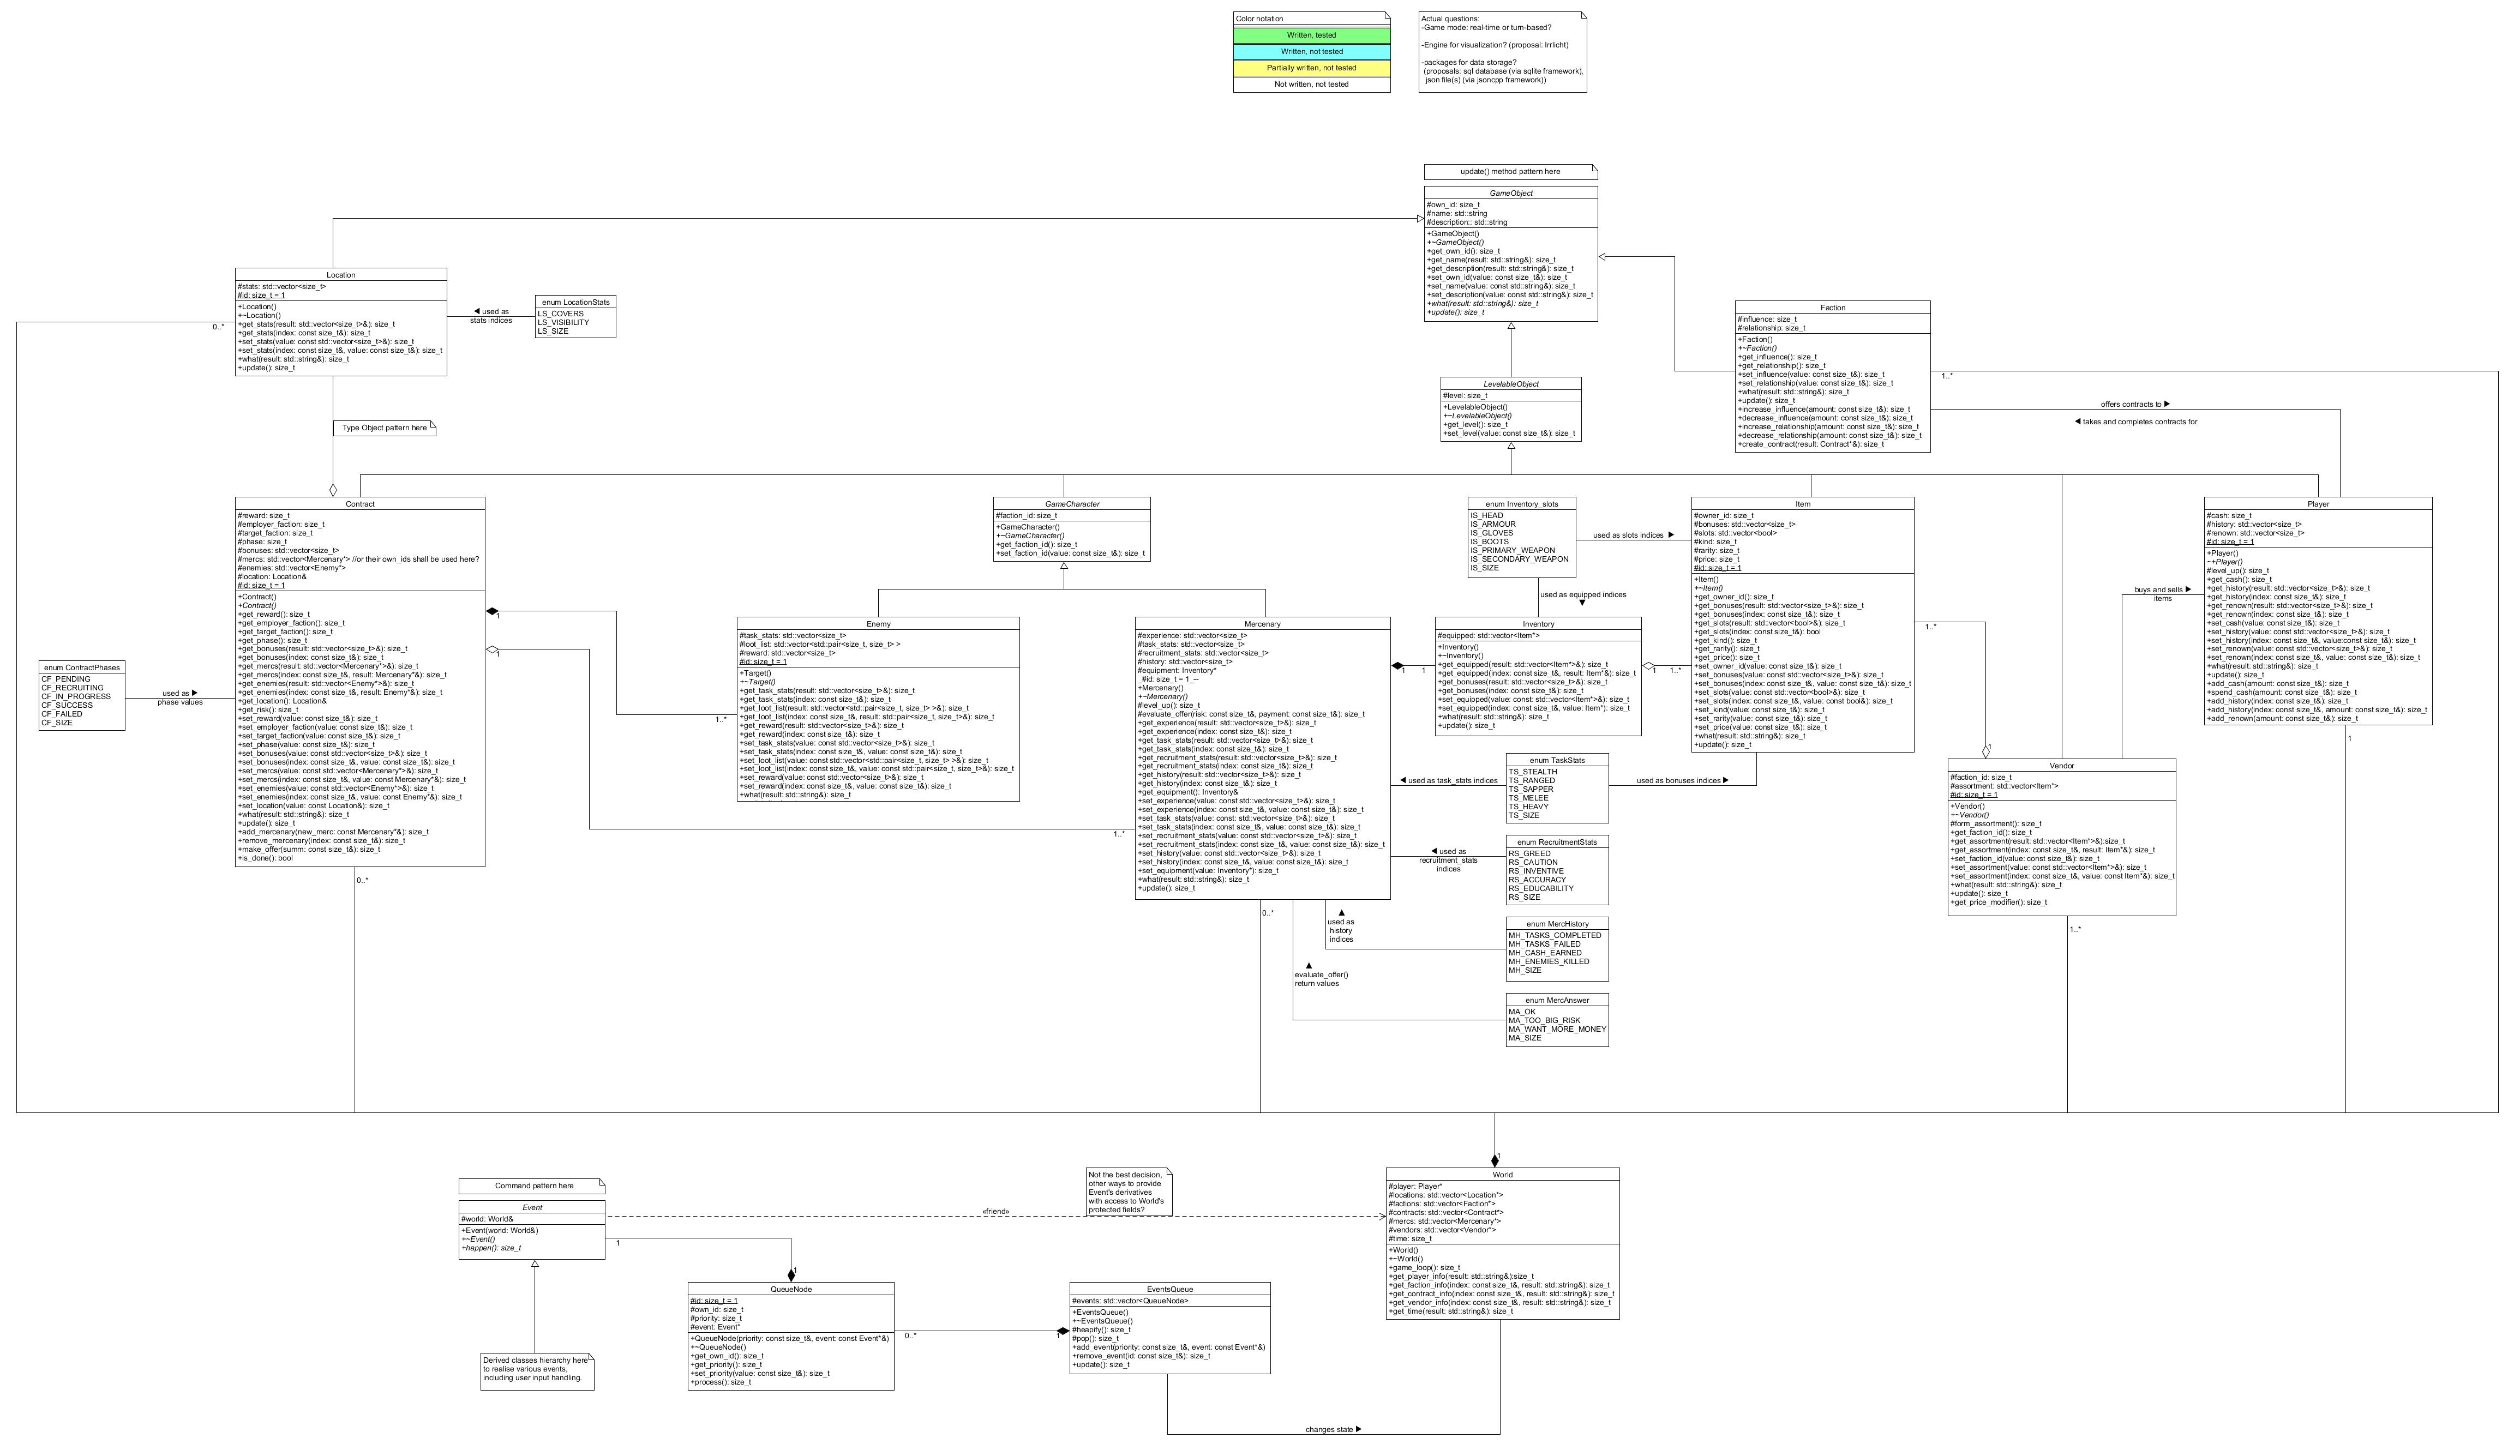 Color notation
Written, tested
Written, not tested
Partially written, not tested
Not written, not tested
Actual questions:
-Game mode: real-time or turn-based?
-Engine for visualization? (proposal: Irrlicht)
-packages for data storage?
(proposals: sql database (via sqlite framework),
json file(s) (via jsoncpp framework))
update() method pattern here
GameObject
#own_id: size_t
#name: std::string
#description:: std::string
+GameObject()
+~GameObject()
+get_own_id(): size_t
+get_name(result: std::string&): size_t
+get_description(result: std::string&): size_t
+set_own_id(value: const size_t&): size_t
+set_name(value: const std::string&): size_t
+set_description(value: const std::string&): size_t
+what(result: std::string&): size_t
+update(): size_t
Location
#stats: std::vector<size_t>
#id: size_t = 1
+Location()
+~Location()
+get_stats(result: std::vector<size_t>&): size_t
+get_stats(index: const size_t&): size_t
+set_stats(value: const std::vector<size_t>&): size_t
+set_stats(index: const size_t&, value: const size_t&): size_t
+what(result: std::string&): size_t
+update(): size_t
0..*
◀ used as
stats indices
enum LocationStats
LS_COVERS
LS_VISIBILITY
LS_SIZE
Faction
#influence: size_t
#relationship: size_t
+Faction()
+~Faction()
+get_influence(): size_t
+get_relationship(): size_t
+set_influence(value: const size_t&): size_t
+set_relationship(value: const size_t&): size_t
+what(result: std::string&): size_t
+update(): size_t
+increase_influence(amount: const size_t&): size_t
+decrease_influence(amount: const size_t&): size_t
+increase_relationship(amount: const size_t&): size_t
+decrease_relationship(amount: const size_t&): size_t
+create_contract(result: Contract*&): size_t
1..*
offers contracts to ▶
◀ takes and completes contracts for
LevelableObject
#level: size_t
+LevelableObject()
+~LevelableObject()
+get_level(): size_t
+set_level(value: const size_t&): size_t
Type Object pattern here
Contract
#reward: size_t
#employer_faction: size_t
#target_faction: size_t
#phase: size_t
#bonuses: std::vector<size_t>
#mercs: std::vector<Mercenary*> //or their own_ids shall be used here?
#enemies: std::vector<Enemy*>
#location: Location&
#id: size_t = 1
+Contract()
+Contract()
+get_reward(): size_t
+get_employer_faction(): size_t
+get_target_faction(): size_t
+get_phase(): size_t
+get_bonuses(result: std::vector<size_t>&): size_t
+get_bonuses(index: const size_t&): size_t
+get_mercs(result: std::vector<Mercenary*>&): size_t
+get_mercs(index: const size_t&, result: Mercenary*&): size_t
+get_enemies(result: std::vector<Enemy*>&): size_t
+get_enemies(index: const size_t&, result: Enemy*&): size_t
+get_location(): Location&
+get_risk(): size_t
+set_reward(value: const size_t&): size_t
+set_employer_faction(value: const size_t&): size_t
+set_target_faction(value: const size_t&): size_t
+set_phase(value: const size_t&): size_t
+set_bonuses(value: const std::vector<size_t>&): size_t
+set_bonuses(index: const size_t&, value: const size_t&): size_t
+set_mercs(value: const std::vector<Mercenary*>&): size_t
+set_mercs(index: const size_t&, value: const Mercenary*&): size_t
+set_enemies(value: const std::vector<Enemy*>&): size_t
+set_enemies(index: const size_t&, value: const Enemy*&): size_t
+set_location(value: const Location&): size_t
+what(result: std::string&): size_t
+update(): size_t
+add_mercenary(new_merc: const Mercenary*&): size_t
+remove_mercenary(index: const size_t&): size_t
+make_offer(summ: const size_t&): size_t
+is_done(): bool
enum ContractPhases
CF_PENDING
CF_RECRUITING
CF_IN_PROGRESS
CF_SUCCESS
CF_FAILED
CF_SIZE
used as ▶
phase values
1
1
1..*
1..*
0..*
GameCharacter
#faction_id: size_t
+GameCharacter()
+~GameCharacter()
+get_faction_id(): size_t
+set_faction_id(value: const size_t&): size_t
Enemy
#task_stats: std::vector<size_t>
#loot_list: std::vector<std::pair<size_t, size_t> >
#reward: std::vector<size_t>
#id: size_t = 1
+Target()
+~Target()
+get_task_stats(result: std::vector<size_t>&): size_t
+get_task_stats(index: const size_t&): size_t
+get_loot_list(result: std::vector<std::pair<size_t, size_t> >&): size_t
+get_loot_list(index: const size_t&, result: std::pair<size_t, size_t>&): size_t
+get_reward(result: std::vector<size_t>&): size_t
+get_reward(index: const size_t&): size_t
+set_task_stats(value: const std::vector<size_t>&): size_t
+set_task_stats(index: const size_t&, value: const size_t&): size_t
+set_loot_list(value: const std::vector<std::pair<size_t, size_t> >&): size_t
+set_loot_list(index: const size_t&, value: const std::pair<size_t, size_t>&): size_t
+set_reward(value: const std::vector<size_t>&): size_t
+set_reward(index: const size_t&, value: const size_t&): size_t
+what(result: std::string&): size_t
Mercenary
#experience: std::vector<size_t>
#task_stats: std::vector<size_t>
#recruitment_stats: std::vector<size_t>
#history: std::vector<size_t>
#equipment: Inventory*
_#id: size_t = 1_--
+Mercenary()
+~Mercenary()
#level_up(): size_t
#evaluate_offer(risk: const size_t&, payment: const size_t&): size_t
+get_experience(result: std::vector<size_t>&): size_t
+get_experience(index: const size_t&): size_t
+get_task_stats(result: std::vector<size_t>&): size_t
+get_task_stats(index: const size_t&): size_t
+get_recruitment_stats(result: std::vector<size_t>&): size_t
+get_recruitment_stats(index: const size_t&): size_t
+get_history(result: std::vector<size_t>&): size_t
+get_history(index: const size_t&): size_t
+get_equipment(): Inventory&
+set_experience(value: const std::vector<size_t>&): size_t
+set_experience(index: const size_t&, value: const size_t&): size_t
+set_task_stats(value: const: std::vector<size_t>&): size_t
+set_task_stats(index: const size_t&, value: const size_t&): size_t
+set_recruitment_stats(value: const std::vector<size_t>&): size_t
+set_recruitment_stats(index: const size_t&, value: const size_t&): size_t
+set_history(value: const std::vector<size_t>&): size_t
+set_history(index: const size_t&, value: const size_t&): size_t
+set_equipment(value: Inventory*): size_t
+what(result: std::string&): size_t
+update(): size_t
0..*
enum Inventory_slots
IS_HEAD
IS_ARMOUR
IS_GLOVES
IS_BOOTS
IS_PRIMARY_WEAPON
IS_SECONDARY_WEAPON
IS_SIZE
used as slots indices ▶
used as equipped indices
▼
Inventory
#equipped: std::vector<Item*>
+Inventory()
+~Inventory()
+get_equipped(result: std::vector<Item*>&): size_t
+get_equipped(index: const size_t&, result: Item*&): size_t
+get_bonuses(result: std::vector<size_t>&): size_t
+get_bonuses(index: const size_t&): size_t
+set_equipped(value: const: std::vector<Item*>&): size_t
+set_equipped(index: const size_t&, value: Item*): size_t
+what(result: std::string&): size_t
+update(): size_t
1
1
1
1..*
enum TaskStats
TS_STEALTH
TS_RANGED
TS_SAPPER
TS_MELEE
TS_HEAVY
TS_SIZE
◀ used as task_stats indices
used as bonuses indices ▶
enum RecruitmentStats
RS_GREED
RS_CAUTION
RS_INVENTIVE
RS_ACCURACY
RS_EDUCABILITY
RS_SIZE
◀ used as
recruitment_stats
indices
enum MercHistory
MH_TASKS_COMPLETED
MH_TASKS_FAILED
MH_CASH_EARNED
MH_ENEMIES_KILLED
MH_SIZE
▲
used as
history
indices
enum MercAnswer
MA_OK
MA_TOO_BIG_RISK
MA_WANT_MORE_MONEY
MA_SIZE
▲
evaluate_offer()
return values
Item
#owner_id: size_t
#bonuses: std::vector<size_t>
#slots: std::vector<bool>
#kind: size_t
#rarity: size_t
#price: size_t
#id: size_t = 1
+Item()
+~Item()
+get_owner_id(): size_t
+get_bonuses(result: std::vector<size_t>&): size_t
+get_bonuses(index: const size_t&): size_t
+get_slots(result: std::vector<bool>&): size_t
+get_slots(index: const size_t&): bool
+get_kind(): size_t
+get_rarity(): size_t
+get_price(): size_t
+set_owner_id(value: const size_t&): size_t
+set_bonuses(value: const std::vector<size_t>&): size_t
+set_bonuses(index: const size_t&, value: const size_t&): size_t
+set_slots(value: const std::vector<bool>&): size_t
+set_slots(index: const size_t&, value: const bool&): size_t
+set_kind(value: const size_t&): size_t
+set_rarity(value: const size_t&): size_t
+set_price(value: const size_t&): size_t
+what(result: std::string&): size_t
+update(): size_t
1..*
1
Vendor
#faction_id: size_t
#assortment: std::vector<Item*>
#id: size_t = 1
+Vendor()
+~Vendor()
#form_assortment(): size_t
+get_faction_id(): size_t
+get_assortment(result: std::vector<Item*>&):size_t
+get_assortment(index: const size_t&, result: Item*&): size_t
+set_faction_id(value: const size_t&): size_t
+set_assortment(value: const std::vector<Item*>&): size_t
+set_assortment(index: const size_t&, value: const Item*&): size_t
+what(result: std::string&): size_t
+update(): size_t
+get_price_modifier(): size_t
1..*
buys and sells ▶
items
Player
#cash: size_t
#history: std::vector<size_t>
#renown: std::vector<size_t>
#id: size_t = 1
+Player()
~+Player()
#level_up(): size_t
+get_cash(): size_t
+get_history(result: std::vector<size_t>&): size_t
+get_history(index: const size_t&): size_t
+get_renown(result: std::vector<size_t>&): size_t
+get_renown(index: const size_t&): size_t
+set_cash(value: const size_t&): size_t
+set_history(value: const std::vector<size_t>&): size_t
+set_history(index: const size_t&, value:const size_t&): size_t
+set_renown(value: const std::vector<size_t>&): size_t
+set_renown(index: const size_t&, value: const size_t&): size_t
+what(result: std::string&): size_t
+update(): size_t
+add_cash(amount: const size_t&): size_t
+spend_cash(amount: const size_t&): size_t
+add_history(index: const size_t&): size_t
+add_history(index: const size_t&, amount: const size_t&): size_t
+add_renown(amount: const size_t&): size_t
1
1
World
#player: Player*
#locations: std::vector<Location*>
#factions: std::vector<Faction*>
#contracts: std::vector<Contract*>
#mercs: std::vector<Mercenary*>
#vendors: std::vector<Vendor*>
#time: size_t
+World()
+~World()
+game_loop(): size_t
+get_player_info(result: std::string&):size_t
+get_faction_info(index: const size_t&, result: std::string&): size_t
+get_contract_info(index: const size_t&, result: std::string&): size_t
+get_vendor_info(index: const size_t&, result: std::string&): size_t
+get_time(result: std::string&): size_t
Not the best decision,
other ways to provide
Event's derivatives
with access to World's
protected fields?
«friend»
Command pattern here
Event
#world: World&
+Event(world: World&)
+~Event()
+happen(): size_t
1
1
QueueNode
#id: size_t = 1
#own_id: size_t
#priority: size_t
#event: Event*
+QueueNode(priority: const size_t&, event: const Event*&)
+~QueueNode()
+get_own_id(): size_t
+get_priority(): size_t
+set_priority(value: const size_t&): size_t
+process(): size_t
0..*
1
EventsQueue
#events: std::vector<QueueNode>
+EventsQueue()
+~EventsQueue()
#heapify(): size_t
#pop(): size_t
+add_event(priority: const size_t&, event: const Event*&)
+remove_event(id: const size_t&): size_t
+update(): size_t
Derived classes hierarchy here
to realise various events,
including user input handling.
changes state ▶